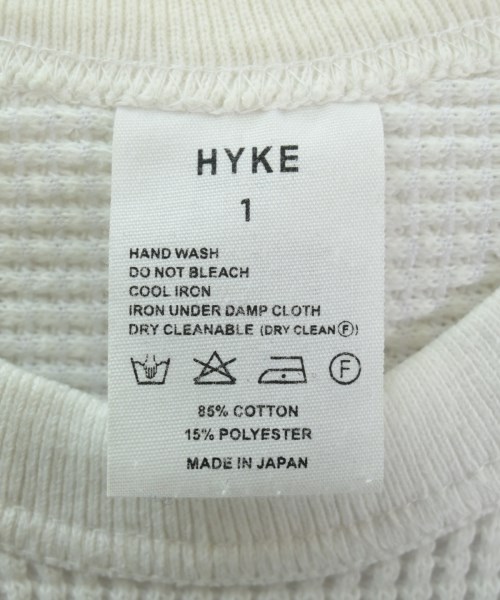 HYKE
1
HAND WASH
DO NOT BLEACH
COOL IRON
IRON UNDER DAMP CLOTH
DRY CLEANABLE (DRY CLEANⒻ)
F
85% COTTON
15% POLYESTER
MADE IN JAPAN